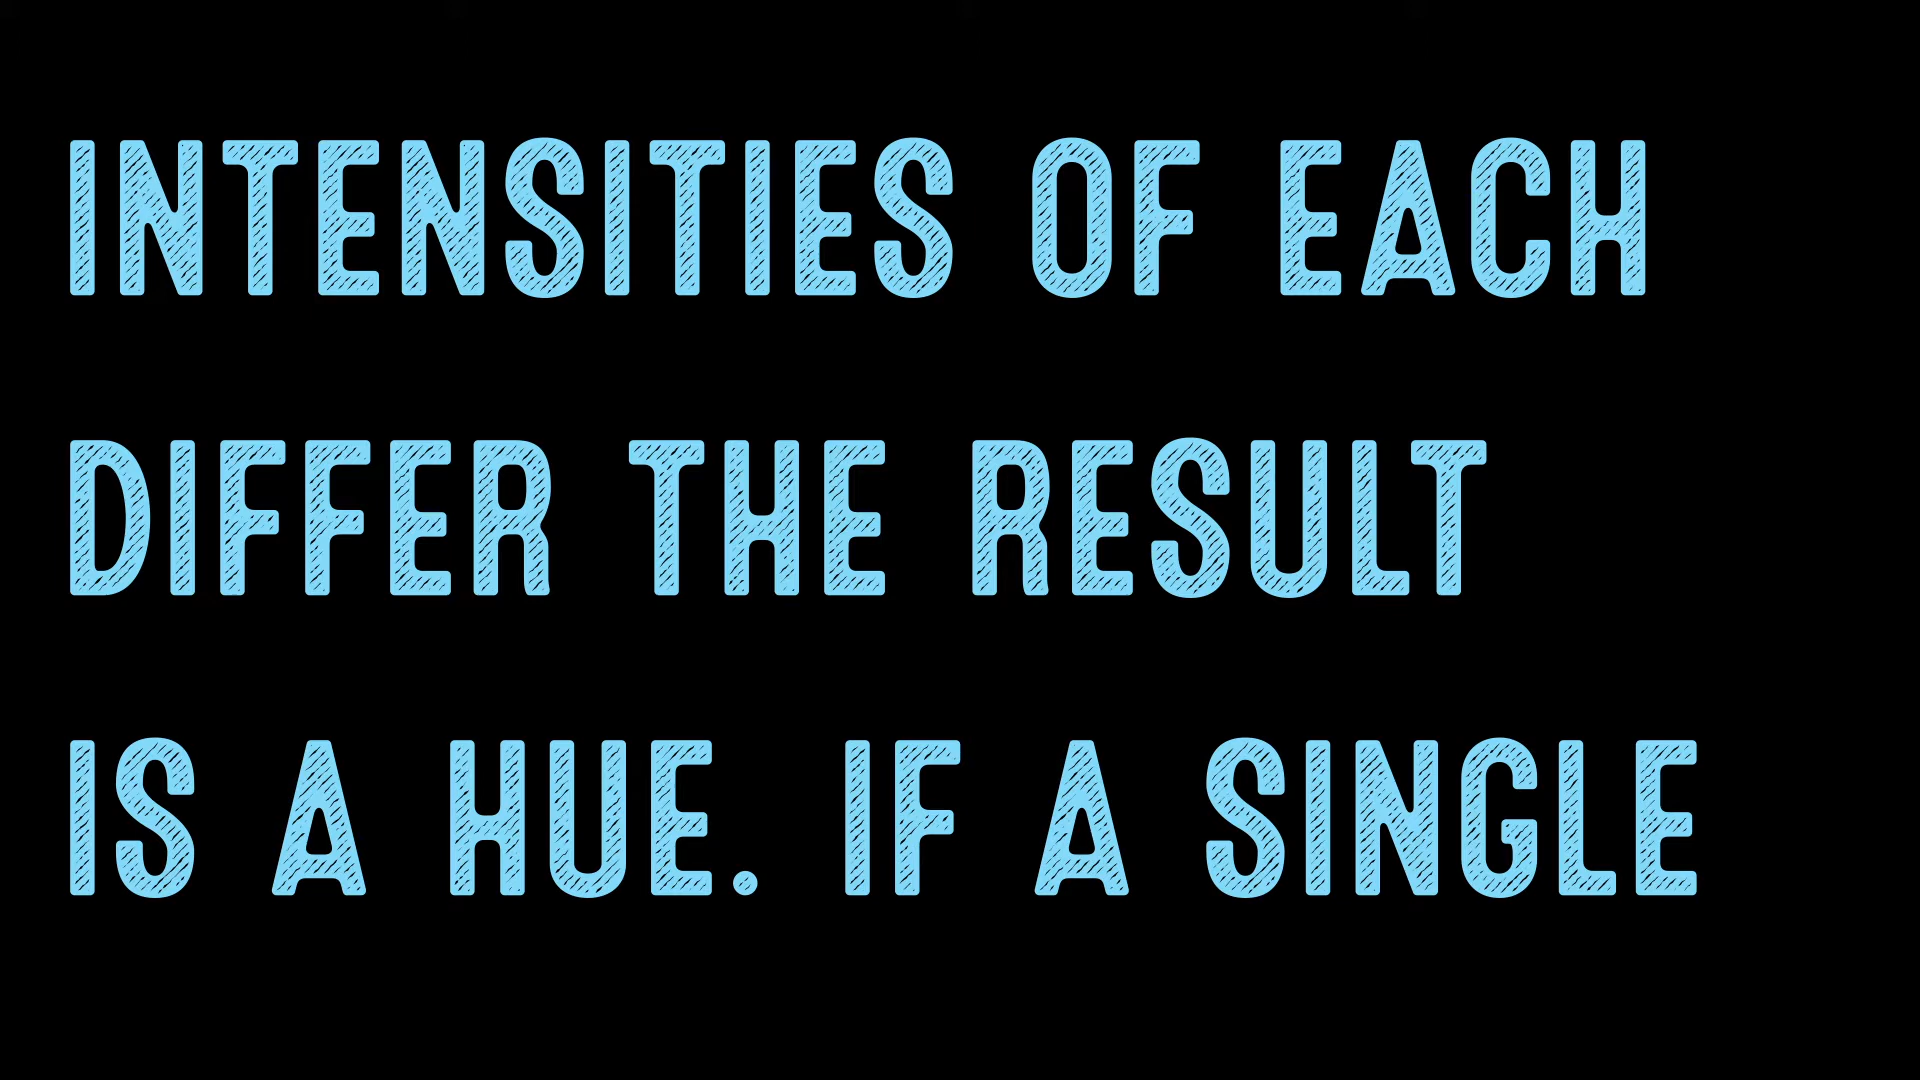 INTENSITIES OF EACH
DIFFER THE RESULT
IS A HUE. IF A SINGLE